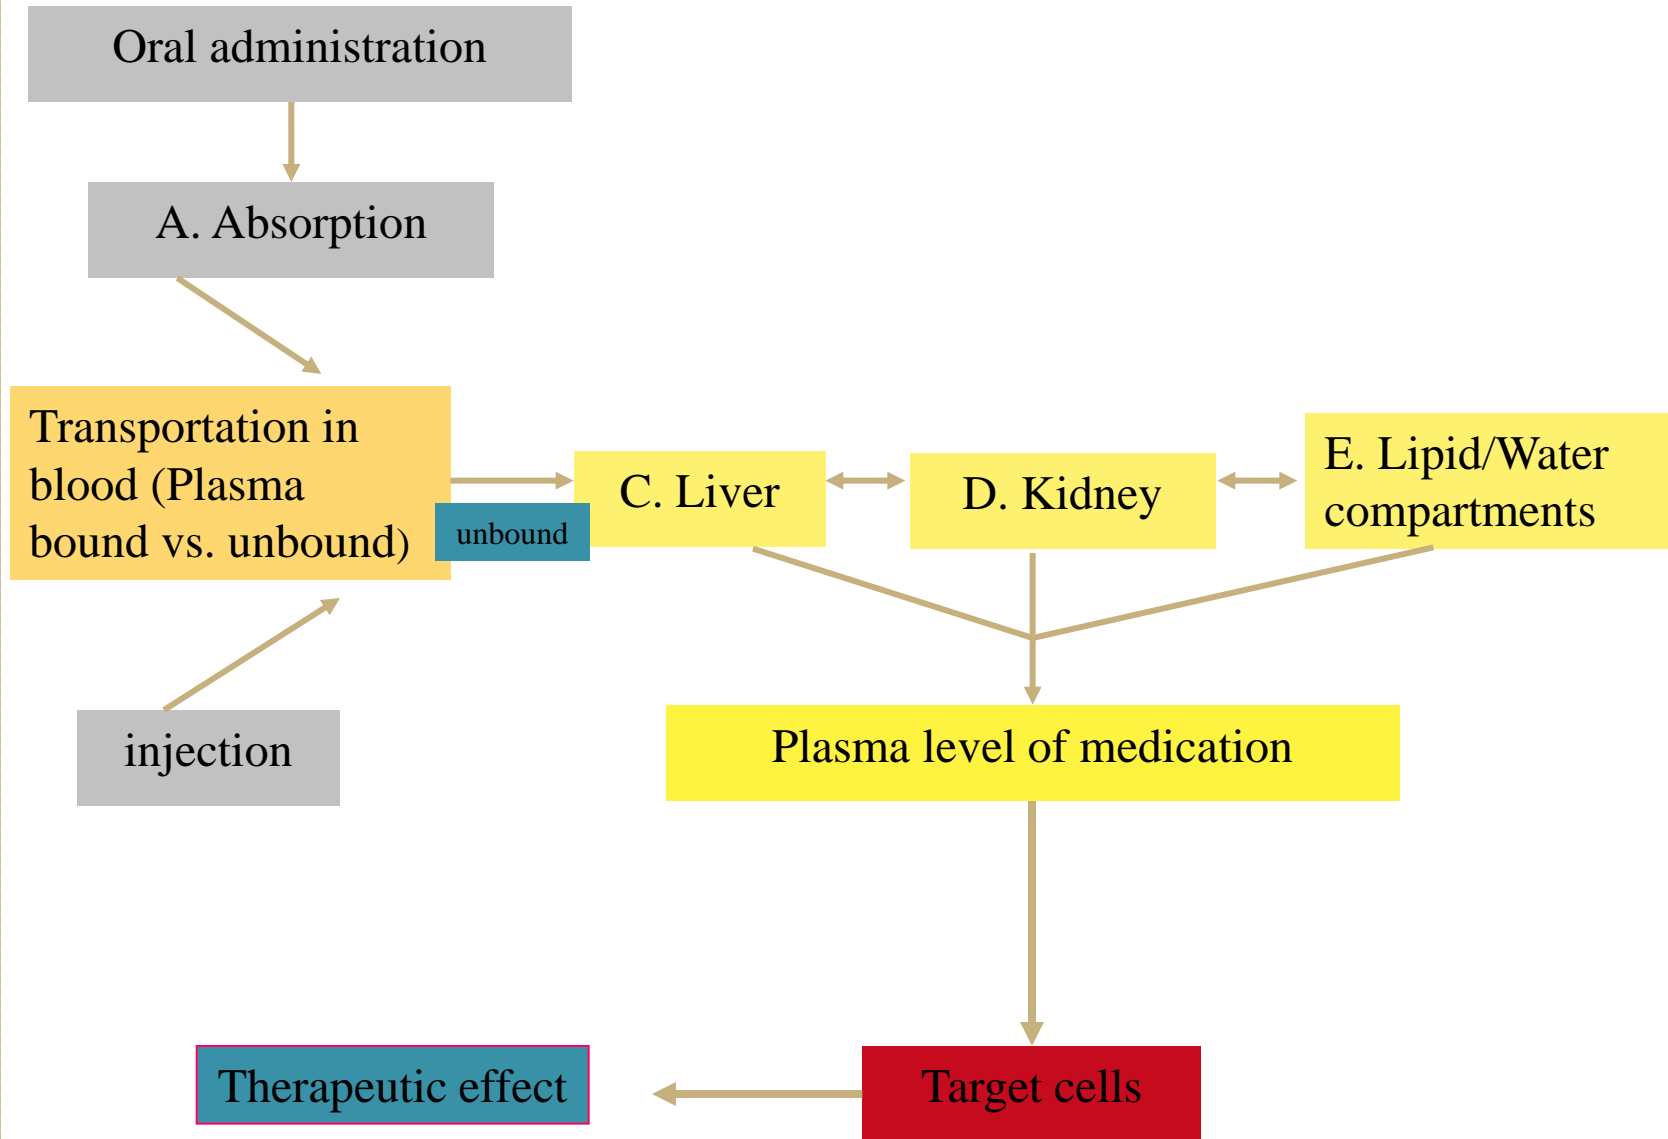 Oral administration
A. Absorption
Transportation in
blood (Plasma
bound vs. unbound)
unbound
C. Liver
D. Kidney
E. Lipid/Water
compartments
injection
Plasma level of medication
Therapeutic effect
Target cells